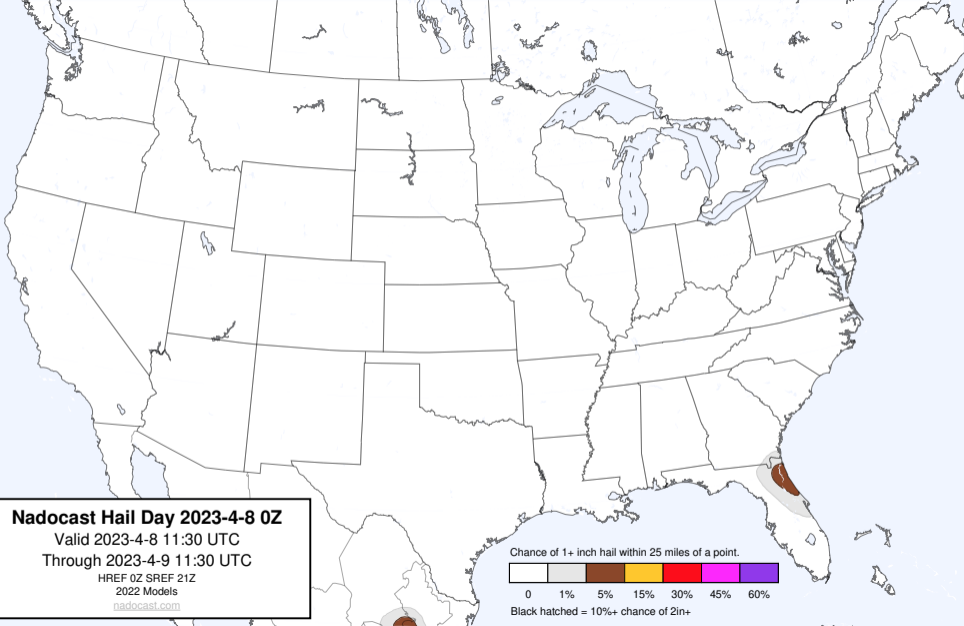 Nadocast Hail Day 2023-4-8 0Z
Valid 2023-4-8 11:30 UTC
Through 2023-4-9 11:30 UTC
HREF 0Z SREF 21Z
2022 Models
nadocast.com
Chance of 1+ inch hail within 25 miles of a point.
0 1% 5% 15% 30% 45% 60%
Black hatched = 10%+ chance of 2in+